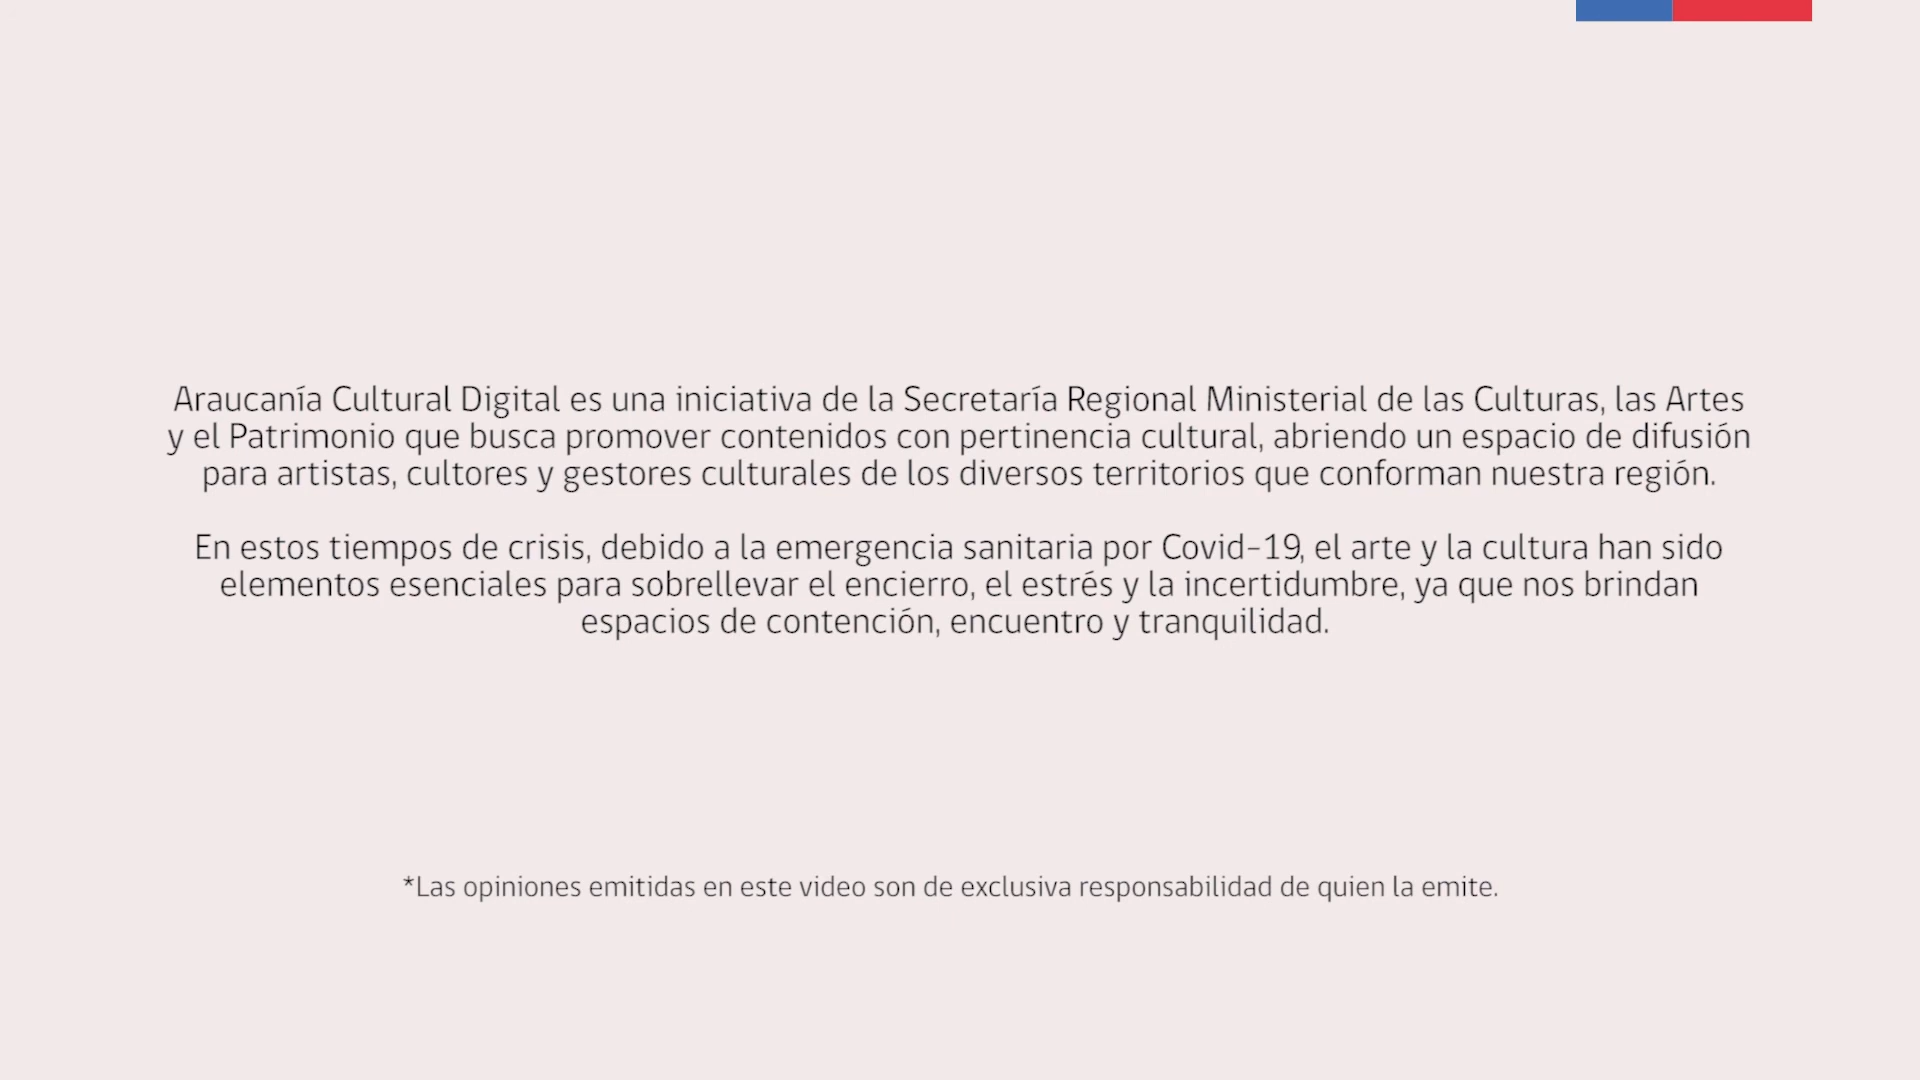 Araucanía Cultural Digital es una iniciativa de la Secretaría Regional Ministerial de las Culturas, las Artes
y el Patrimonio que busca promover contenidos con pertinencia cultural, abriendo un espacio de difusión
para artistas, cultores y gestores culturales de los diversos territorios que conforman nuestra región.
En estos tiempos de crisis, debido a la emergencia sanitaria por Covid-19, el arte y la cultura han sido
elementos esenciales para sobrellevar el encierro, el estrés y la incertidumbre, ya que nos brindan
espacios de contención, encuentro y tranquilidad.
*Las opiniones emitidas en este video son de exclusiva responsabilidad de quien la emite.